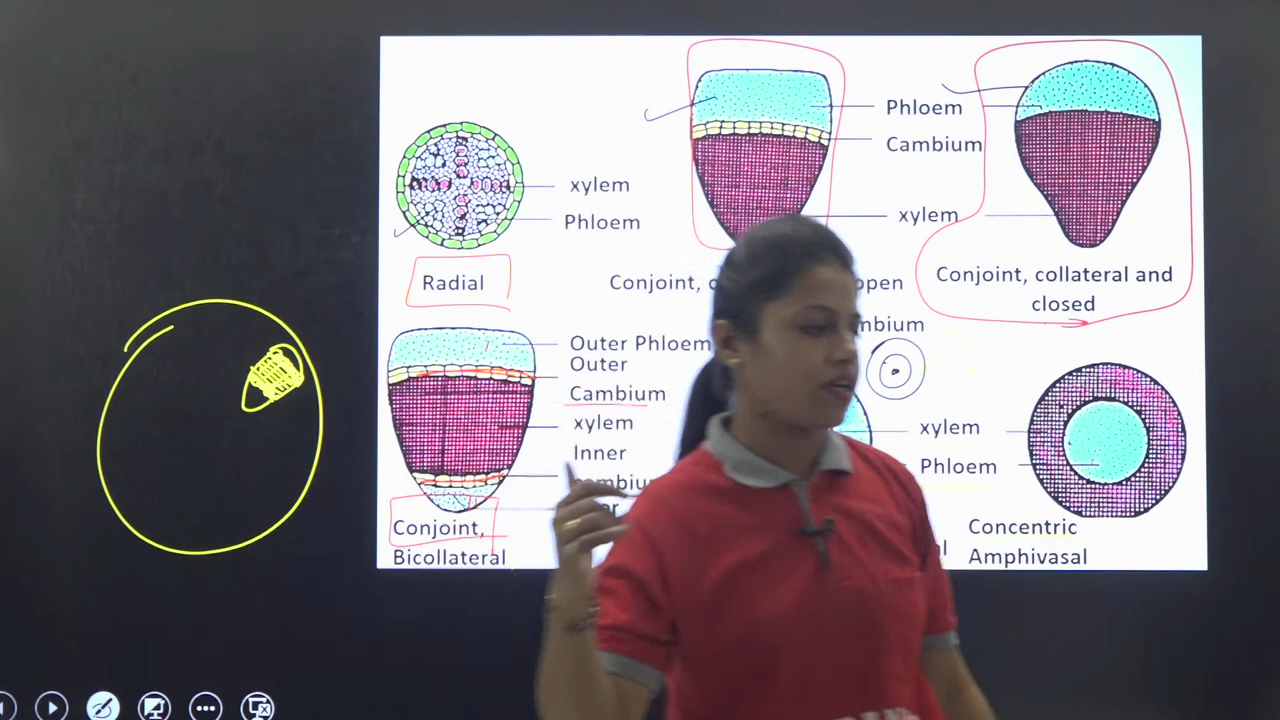 Phloem
Cambium
xylem
xylem
Phloem
Radial
Conjoint,
open
Conjoint, collateral and
closed
Outer Phloem
Outer
Cambium
xylem
Inner
xylem
Phloem
Conjoint,
Bicollateral
Concentric
Amphivasal